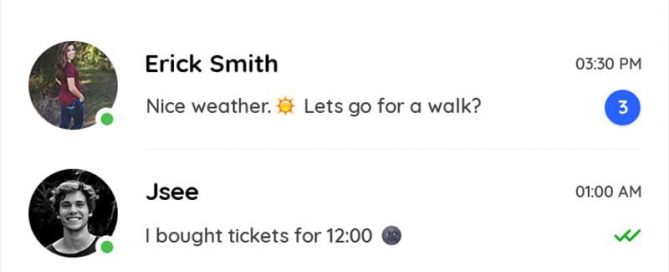 Erick Smith 03:30 PM
Nice weather.☀️ Lets go for a walk? 3
Jsee 01:00 AM
I bought tickets for 12:00 🌚